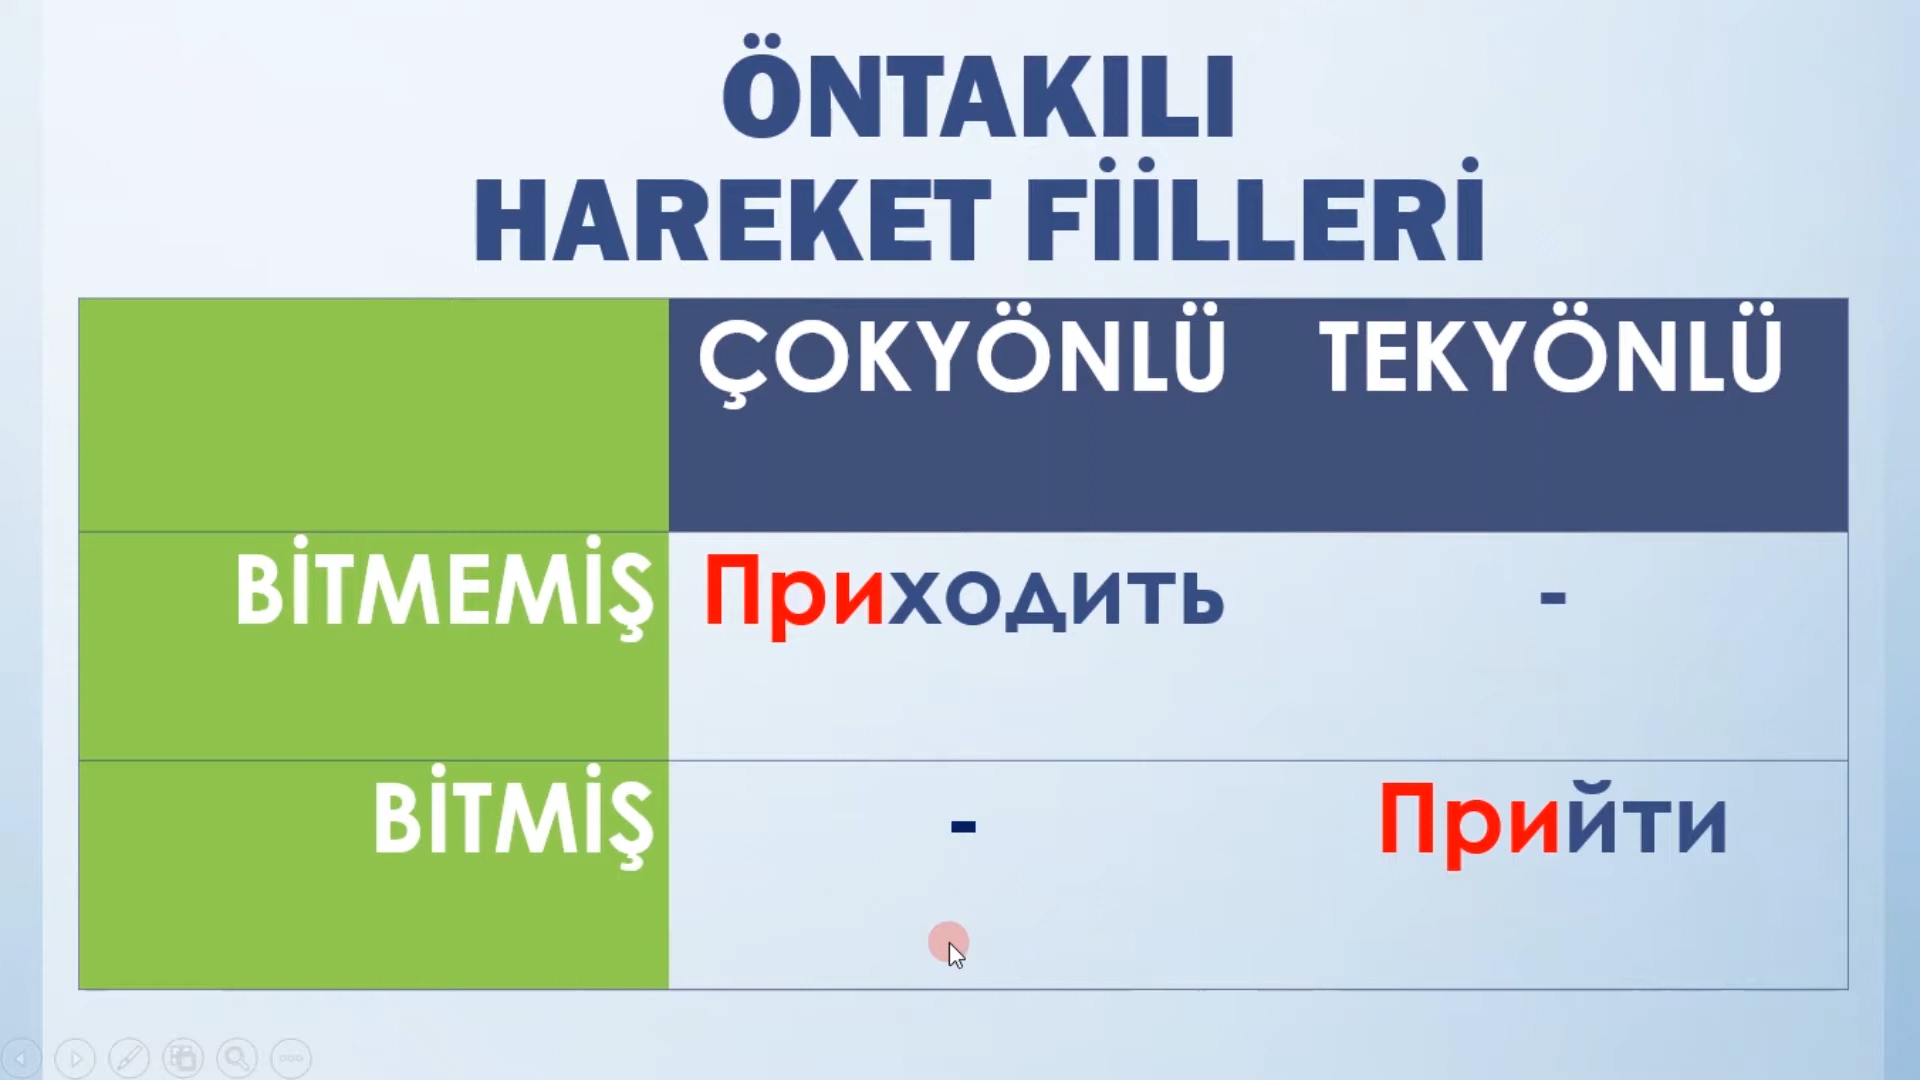 ÖNTAKILI
HAREKET FİİLLERİ
ÇOKYÖNLÜ TEKYÖNLÜ
BİTMEMİŞ Приходить -
BİTMİŞ - Прийти